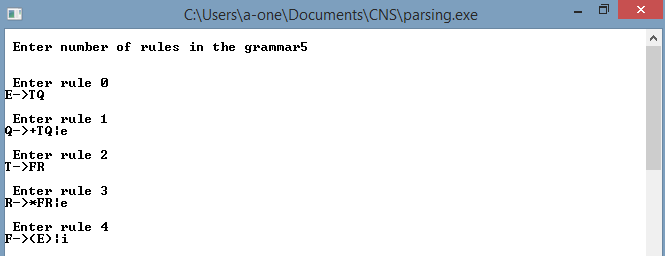 C:\Users\a-one\Documents\CNS\parsing.exe
Enter number of rules in the grammar5
Enter rule 0
E->TQ
Enter rule 1
Q->+TQ|e
Enter rule 2
T->FR
Enter rule 3
R->*FR|e
Enter rule 4
F->(E)|i